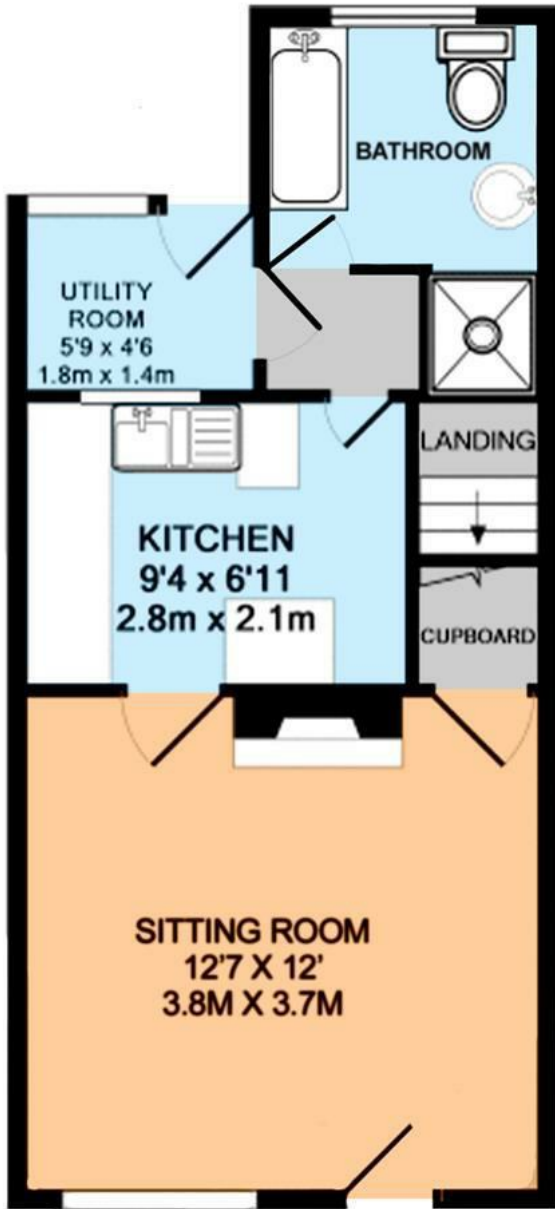 BATHROOM
UTILITY
ROOM
5'9 x 4'6
1.8m x 1.4m
LANDING
KITCHEN
9'4 x 6'11
2.8m x 2.1m
CUPBOARD
SITTING ROOM
12'7 X 12'
3.8M X 3.7M